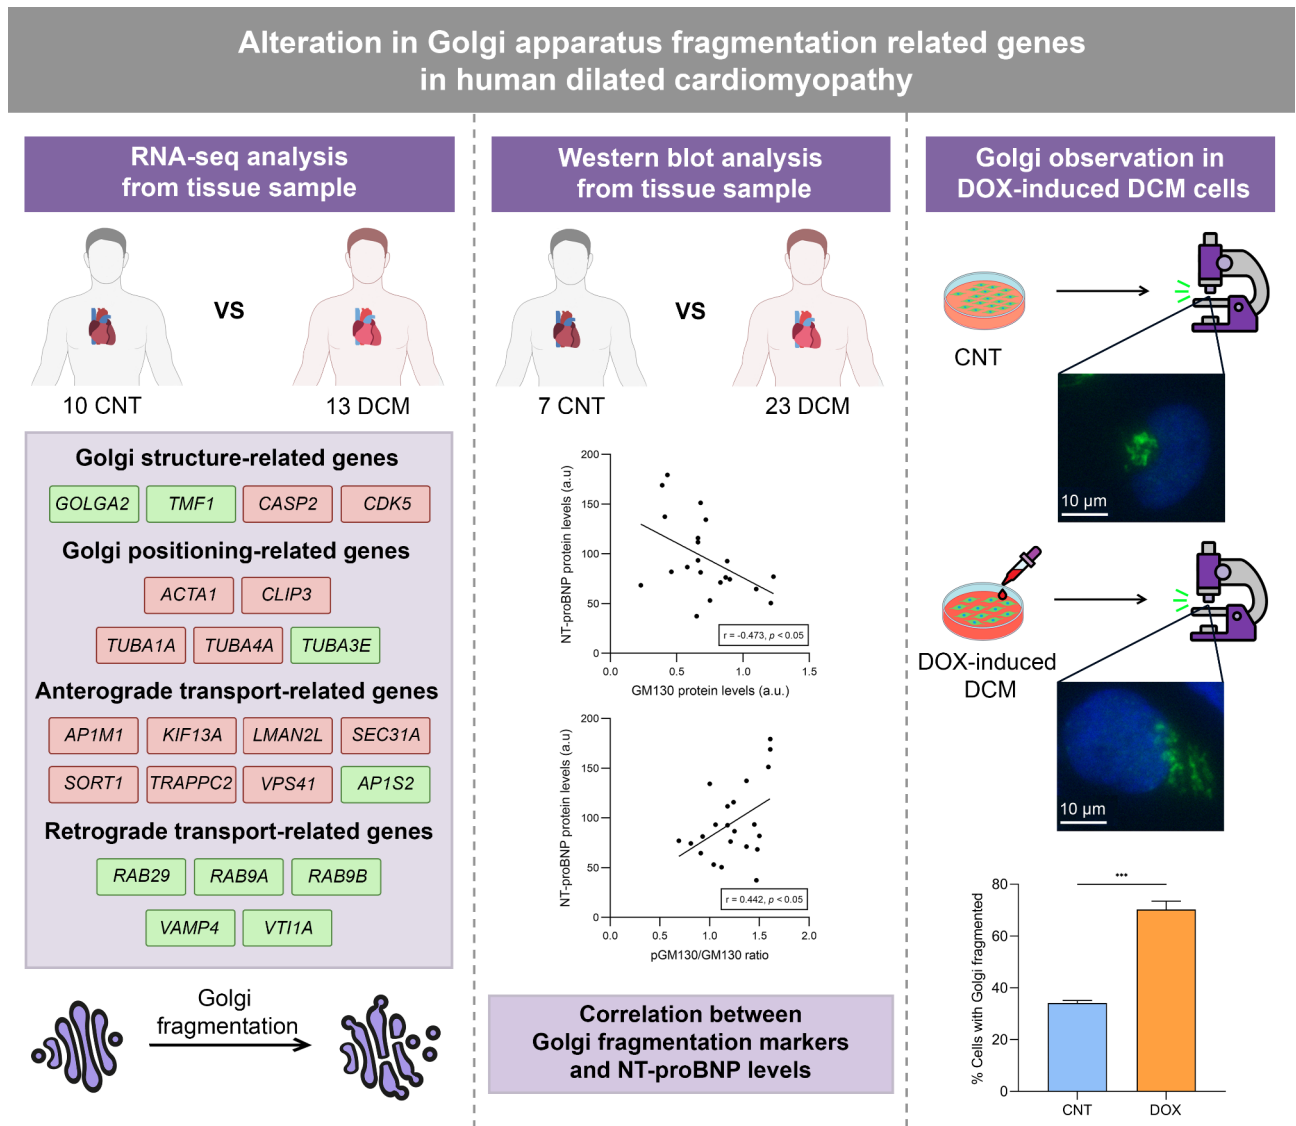 Alteration in Golgi apparatus fragmentation related genes
in human dilated cardiomyopathy
RNA-seq analysis
from tissue sample
VS
10 CNT
13 DCM
Golgi structure-related genes
GOLGA2 TMF1 CASP2 CDK5
Golgi positioning-related genes
ACTA1 CLIP3
TUBA1A TUBA4A TUBA3E
Anterograde transport-related genes
AP1M1 KIF13A LMAN2L SEC31A
SORT1 TRAPPC2 VPS41 AP1S2
Retrograde transport-related genes
RAB29 RAB9A RAB9B
VAMP4 VTI1A
Golgi
fragmentation
Western blot analysis
from tissue sample
VS
7 CNT
23 DCM
NT-proBNP protein levels (a.u)
200
150
100
50
0
r = -0.473, p < 0.05
0.0 0.5 1.0 1.5
GM130 protein levels (a.u.)
NT-proBNP protein levels (a.u)
200
150
100
50
0
r = 0.442, p < 0.05
0.0 0.5 1.0 1.5 2.0
pGM130/GM130 ratio
Correlation between
Golgi fragmentation markers
and NT-proBNP levels
Golgi observation in
DOX-induced DCM cells
CNT
10 µm
DOX-induced
DCM
10 µm
% Cells with Golgi fragmented
80
60
40
20
0
***
CNT DOX